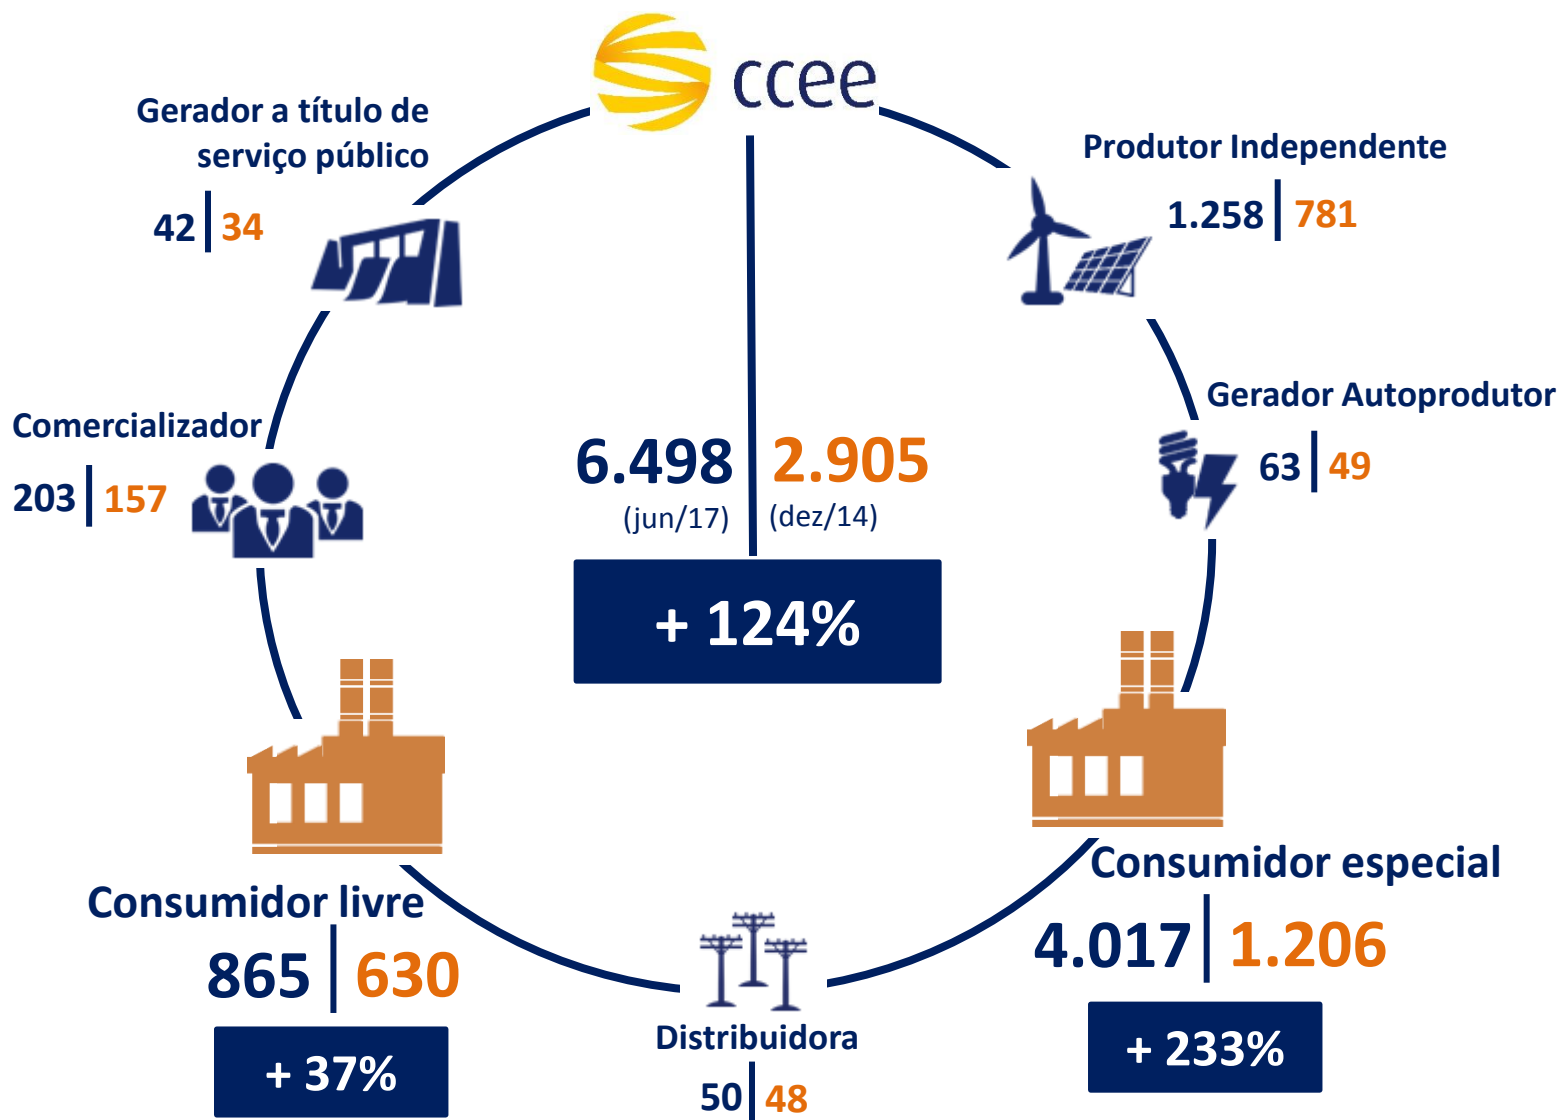 ccee
Gerador a título de
serviço público
42 34
Produtor Independente
1.258 781
Comercializador
203 157
Gerador Autoprodutor
63 49
6.498 2.905
(jun/17) (dez/14)
+ 124%
Consumidor livre
865 630
+ 37%
Consumidor especial
4.017 1.206
+ 233%
Distribuidora
50 48